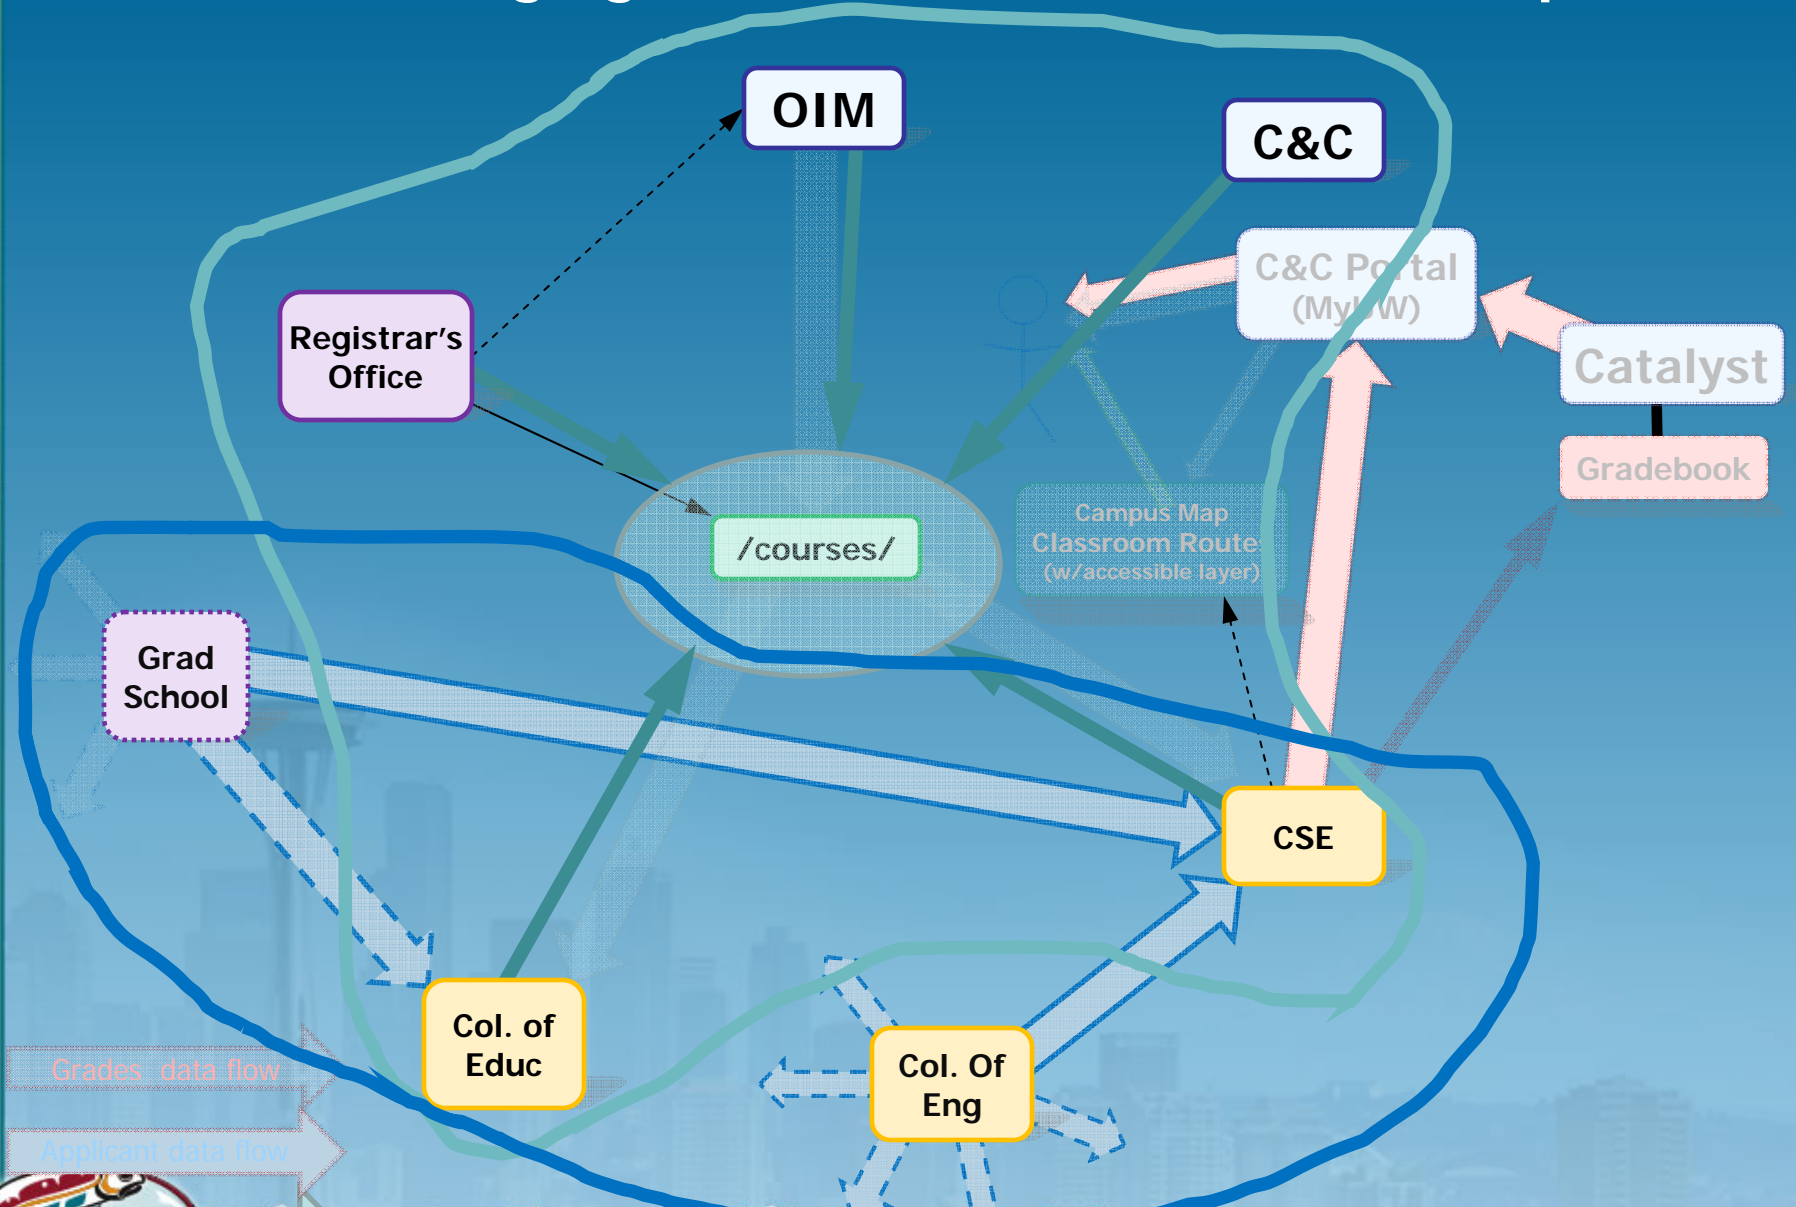 OIM
C&C
C&C Portal
(MyUW)
Registrar's
Office
Catalyst
Gradebook
/courses/
Campus Map
Classroom Route
(w/accessible layer)
Grad
School
CSE
Col. of
Educ
Col. Of
Eng
Grades data flow
Applicant data flow